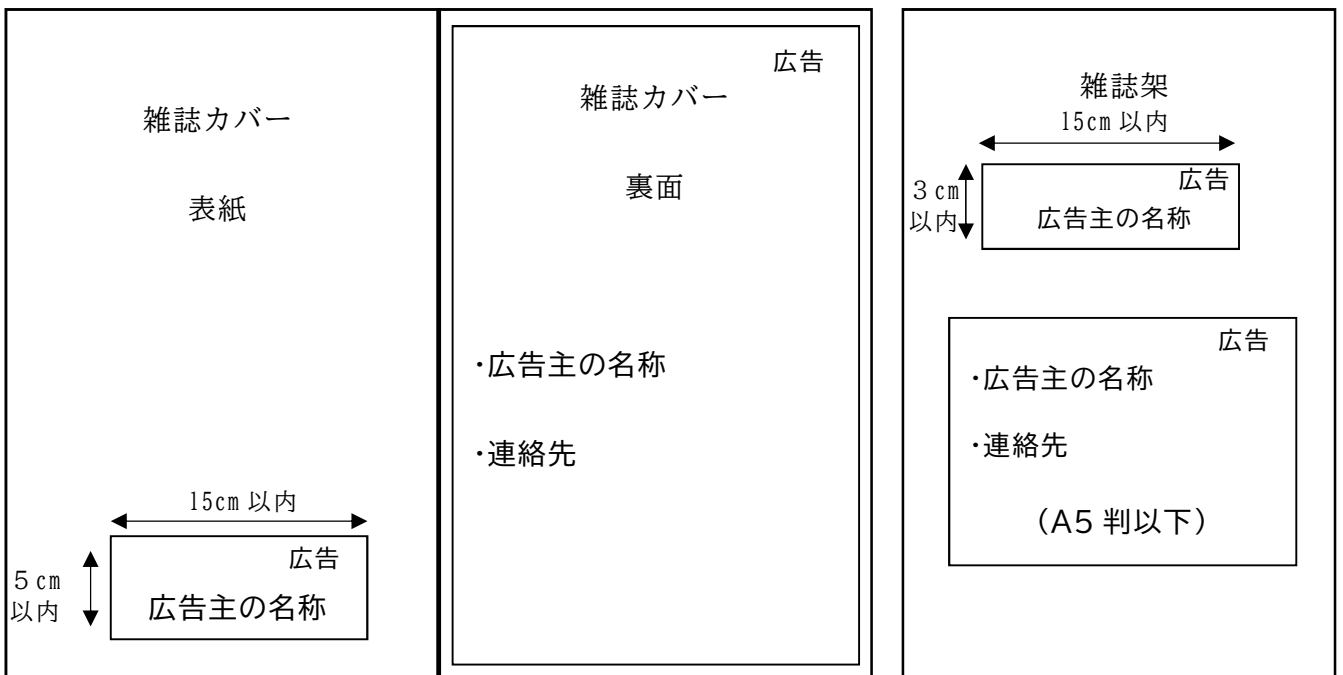 雑誌カバー
表紙
15cm 以内
5cm
以内
広告
広告主の名称
広告
雑誌カバー
裏面
・広告主の名称
・連絡先
雑誌架
15cm 以内
3cm
以内
広告
広告主の名称
広告
・広告主の名称
・連絡先
（A5 判以下）